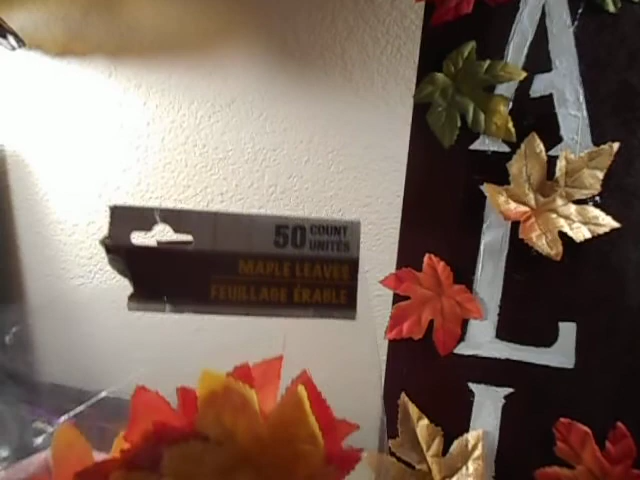 50 COUNT
UNITÉS
MAPLE LEAVES
FEUILLAGE ÉRABLE
A
L